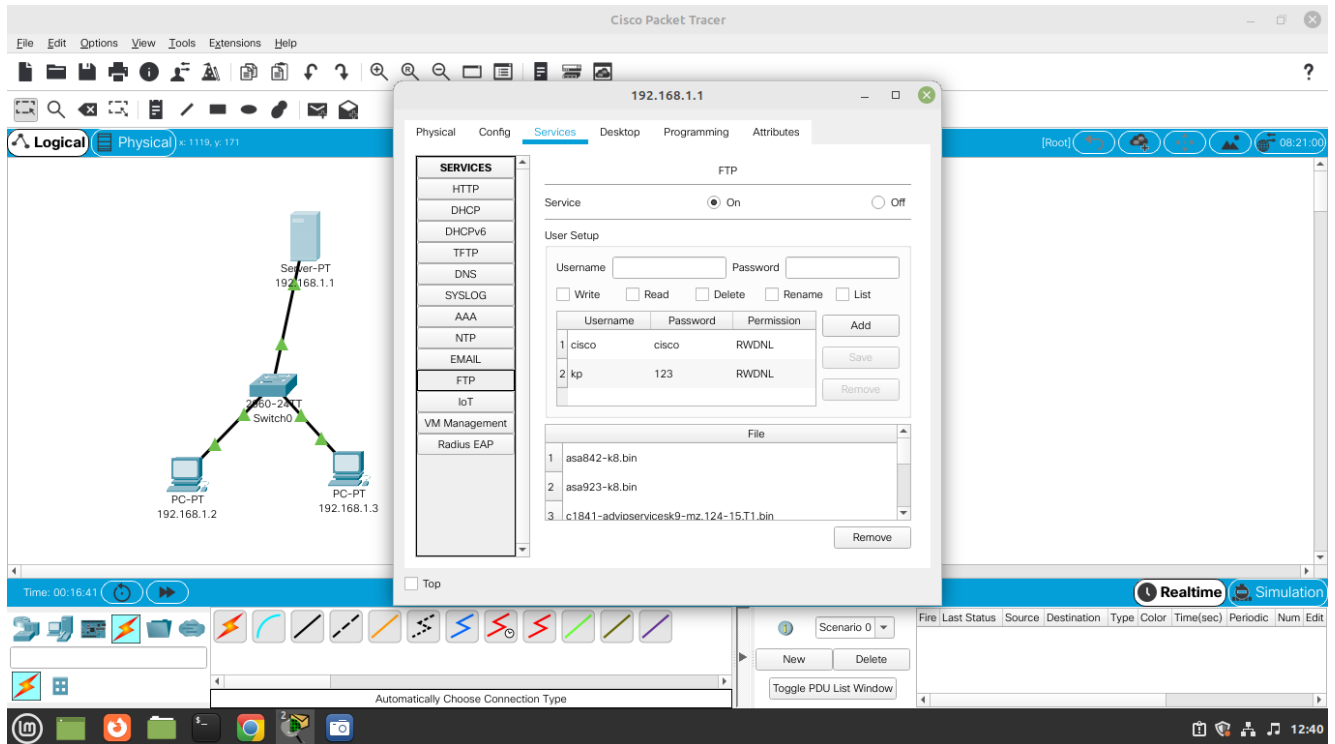 Cisco Packet Tracer
File Edit Options View Tools Extensions Help
?
192.168.1.1
Logical Physical x: 1119, y: 171
[Root] 08:21:00
Physical Config Services Desktop Programming Attributes
SERVICES
HTTP
DHCP
DHCPv6
TFTP
DNS
SYSLOG
AAA
NTP
EMAIL
FTP
IoT
VM Management
Radius EAP
FTP
Service On Off
User Setup
Username Password
Write Read Delete Rename List
Username Password Permission
1 cisco cisco RWDNL
2 kp 123 RWDNL
Add
Save
Remove
File
1 asa842-k8.bin
2 asa923-k8.bin
3 c1841-advipservicesk9-mz.124-15.T1.bin
Remove
Top
Server-PT
192.168.1.1
2960-24TT
Switch0
PC-PT
192.168.1.2
PC-PT
192.168.1.3
Time: 00:16:41
Realtime Simulation
Scenario 0
New Delete
Toggle PDU List Window
Fire Last Status Source Destination Type Color Time(sec) Periodic Num Edit
Automatically Choose Connection Type
2
12:40